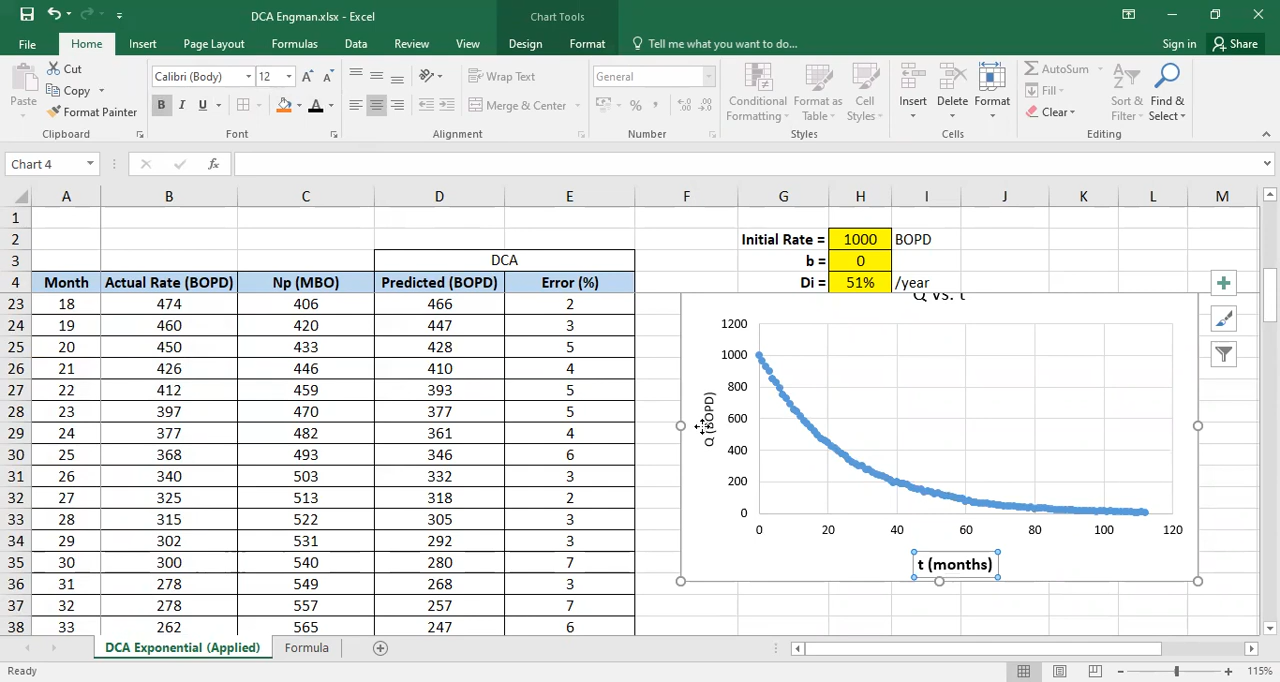 DCA Engman.xlsx - Excel
Chart Tools
File Home Insert Page Layout Formulas Data Review View Design Format Tell me what you want to do... Sign in Share
Paste
Cut
Copy
Format Painter
Clipboard
Calibri (Body) 12
B I U
Font
Wrap Text
Merge & Center
Alignment
General
%
Number
Conditional Formatting
Format as Table
Cell Styles
Styles
Insert
Delete
Format
Cells
AutoSum
Fill
Clear
Sort & Filter
Find & Select
Editing
Chart 4
fx
A B C D E F G H I J K L M
1
2 Initial Rate = 1000 BOPD
3 DCA b = 0
4 Month Actual Rate (BOPD) Np (MBO) Predicted (BOPD) Error (%) Di = 51% /year
23 18 474 406 466 2
24 19 460 420 447 3
25 20 450 433 428 5
26 21 426 446 410 4
27 22 412 459 393 5
28 23 397 470 377 5
29 24 377 482 361 4
30 25 368 493 346 6
31 26 340 503 332 3
32 27 325 513 318 2
33 28 315 522 305 3
34 29 302 531 292 3
35 30 300 540 280 7
36 31 278 549 268 3
37 32 278 557 257 7
38 33 262 565 247 6
Q vs. t
1200
1000
800
600
400
200
0
Q (BOPD)
0 20 40 60 80 100 120
t (months)
DCA Exponential (Applied) Formula
Ready
115%